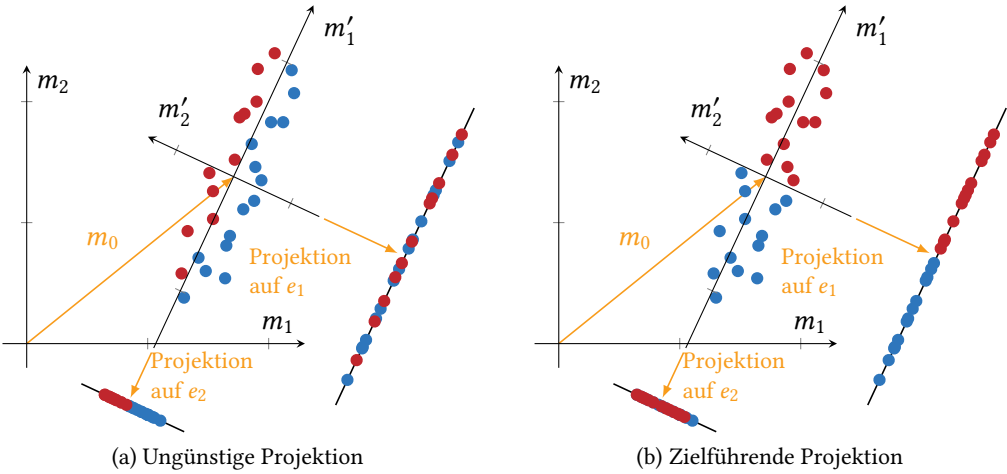 m′₁
m₂
m′₂
m₀
Projektion
auf e₁
m₁
Projektion
auf e₂
(a) Ungünstige Projektion
m′₁
m₂
m′₂
m₀
Projektion
auf e₁
m₁
Projektion
auf e₂
(b) Zielführende Projektion